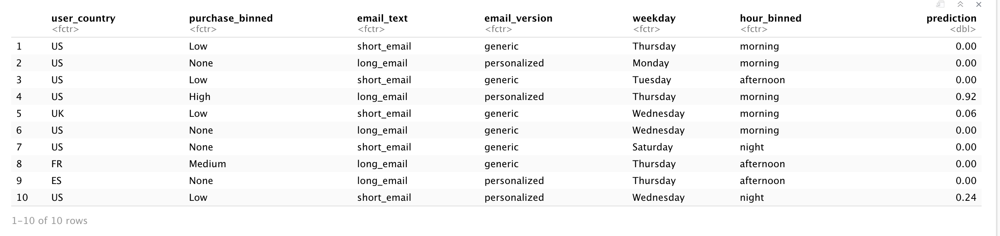 user_country purchase_binned email_text email_version weekday hour_binned prediction
<fctr> <fctr> <fctr> <fctr> <fctr> <fctr> <dbl>
1 US Low short_email generic Thursday morning 0.00
2 US None long_email personalized Monday morning 0.00
3 US Low short_email generic Tuesday afternoon 0.00
4 US High long_email personalized Thursday morning 0.92
5 UK Low short_email generic Wednesday morning 0.06
6 US None long_email generic Wednesday morning 0.00
7 US None short_email generic Saturday night 0.00
8 FR Medium long_email generic Thursday afternoon 0.00
9 ES None long_email personalized Thursday afternoon 0.00
10 US Low short_email personalized Wednesday night 0.24
1–10 of 10 rows